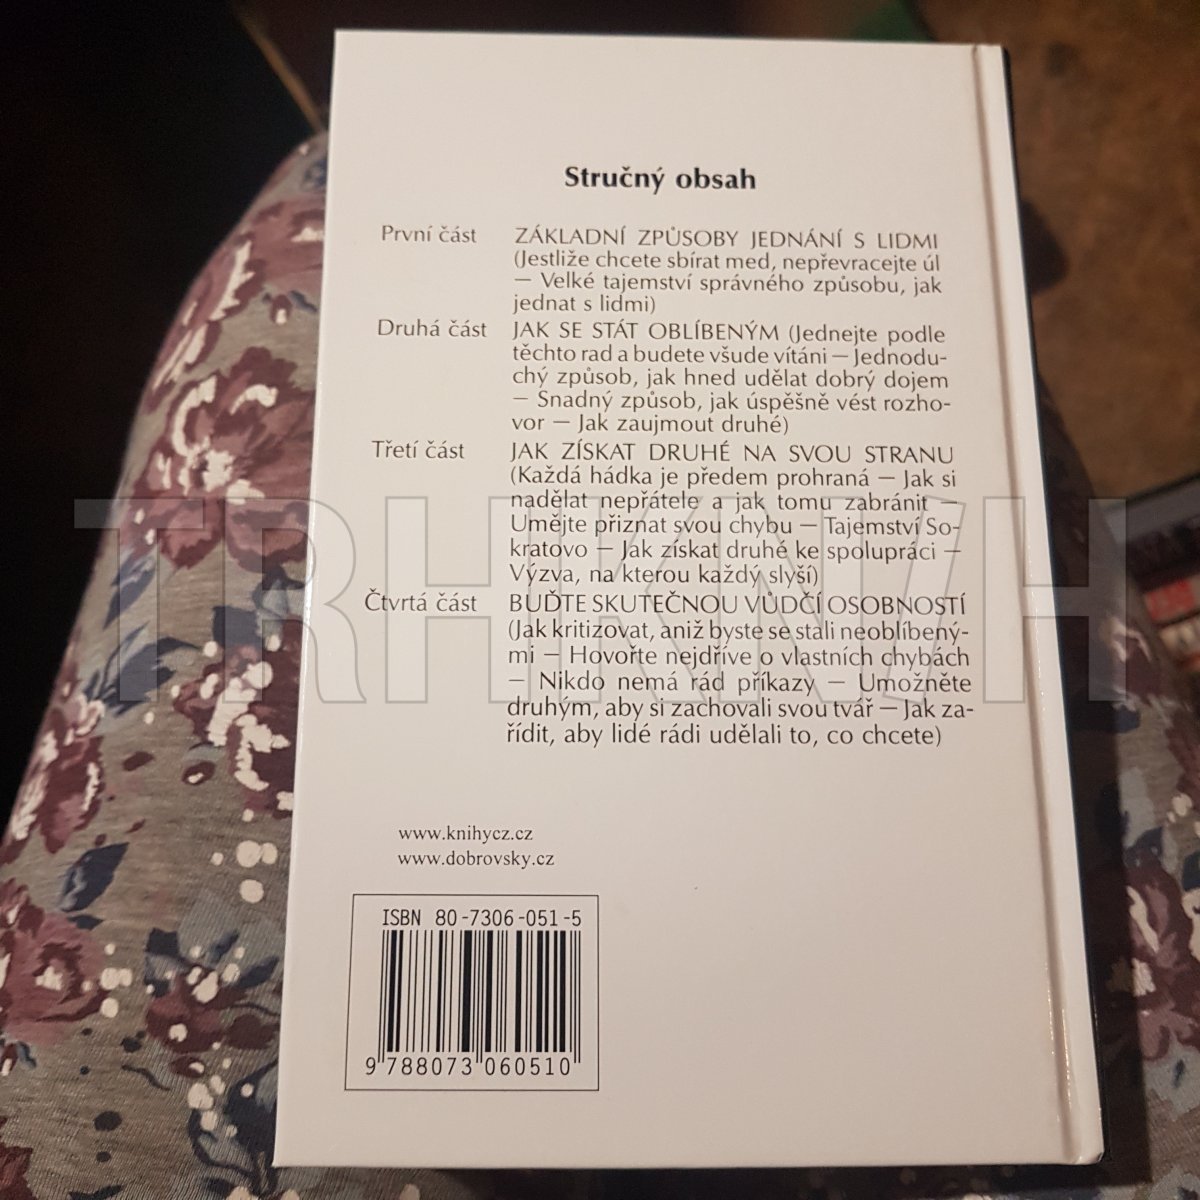 Stručný obsah
První část ZÁKLADNÍ ZPŮSOBY JEDNÁNÍ S LIDMI
(Jestliže chcete sbírat med, nepřevracejte úl
— Velké tajemství správného způsobu, jak
jednat s lidmi)
Druhá část JAK SE STÁT OBLÍBENÝM (Jednejte podle
těchto rad a budete všude vítáni — Jednodu-
chý způsob, jak hned udělat dobrý dojem
— Snadný způsob, jak úspěšně vést rozho-
vor — Jak zaujmout druhé)
Třetí část JAK ZÍSKAT DRUHÉ NA SVOU STRANU
(Každá hádka je předem prohraná — Jak si
nadělat nepřátele a jak tomu zabránit —
Umějte přiznat svou chybu — Tajemství So-
kratovo — Jak získat druhé ke spolupráci —
Výzva, na kterou každý slyší)
Čtvrtá část BUĎTE SKUTEČNOU VŮDČÍ OSOBNOSTÍ
(Jak kritizovat, aniž byste se stali neoblíbený-
mi — Hovořte nejdříve o vlastních chybách
— Nikdo nemá rád příkazy — Umožněte
druhým, aby si zachovali svou tvář — Jak za-
řídit, aby lidé rádi udělali to, co chcete)
TRHKNIH
www.knihycz.cz
www.dobrovsky.cz
ISBN 80-7306-051-5
9 788073 060510